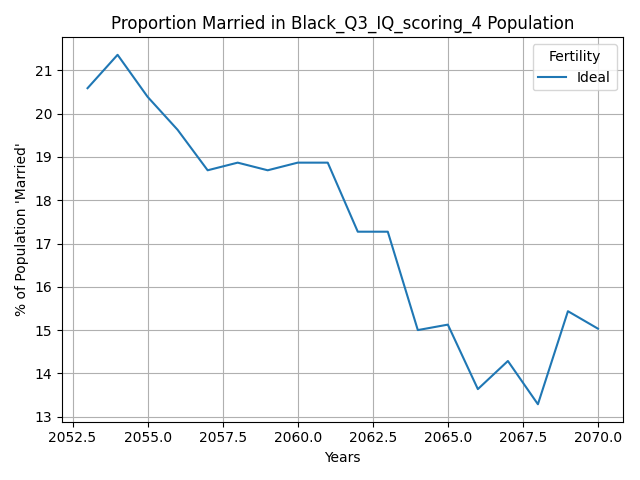 Proportion Married in Black_Q3_IQ_scoring_4 Population
Fertility
Ideal
% of Population 'Married'
21
20
19
18
17
16
15
14
13
2052.5 2055.0 2057.5 2060.0 2062.5 2065.0 2067.5 2070.0
Years